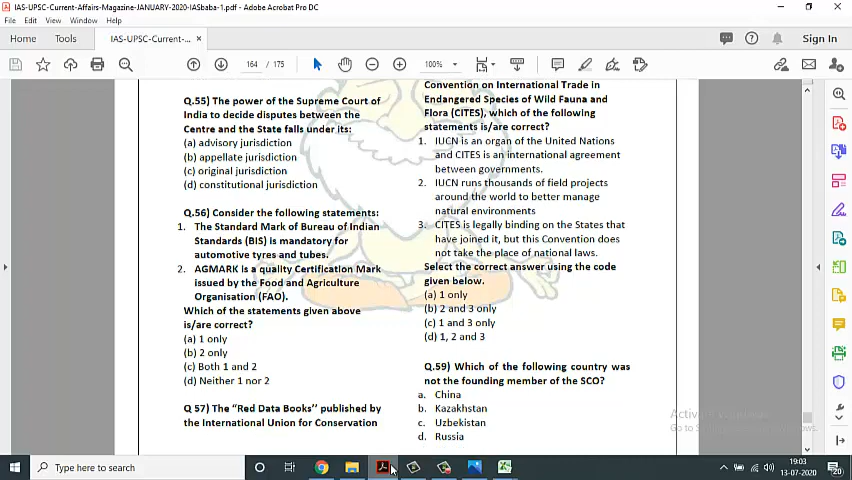 IAS-UPSC-Current-Affairs-Magazine-JANUARY-2020-IASbaba-1.pdf - Adobe Acrobat Pro DC
File Edit View Window Help
Home Tools IAS-UPSC-Current-... × Sign In
164 / 175 100%
Q.55) The power of the Supreme Court of
India to decide disputes between the
Centre and the State falls under its:
(a) advisory jurisdiction
(b) appellate jurisdiction
(c) original jurisdiction
(d) constitutional jurisdiction
Q.56) Consider the following statements:
1. The Standard Mark of Bureau of Indian
Standards (BIS) is mandatory for
automotive tyres and tubes.
2. AGMARK is a quality Certification Mark
issued by the Food and Agriculture
Organisation (FAO).
Which of the statements given above
is/are correct?
(a) 1 only
(b) 2 only
(c) Both 1 and 2
(d) Neither 1 nor 2
Q 57) The “Red Data Books’’ published by
the International Union for Conservation
Convention on International Trade in
Endangered Species of Wild Fauna and
Flora (CITES), which of the following
statements is/are correct?
1. IUCN is an organ of the United Nations
and CITES is an international agreement
between governments.
2. IUCN runs thousands of field projects
around the world to better manage
natural environments
3. CITES is legally binding on the States that
have joined it, but this Convention does
not take the place of national laws.
Select the correct answer using the code
given below.
(a) 1 only
(b) 2 and 3 only
(c) 1 and 3 only
(d) 1, 2 and 3
Q.59) Which of the following country was
not the founding member of the SCO?
a. China
b. Kazakhstan
c. Uzbekistan
d. Russia
Type here to search
19:03
13-07-2020
20